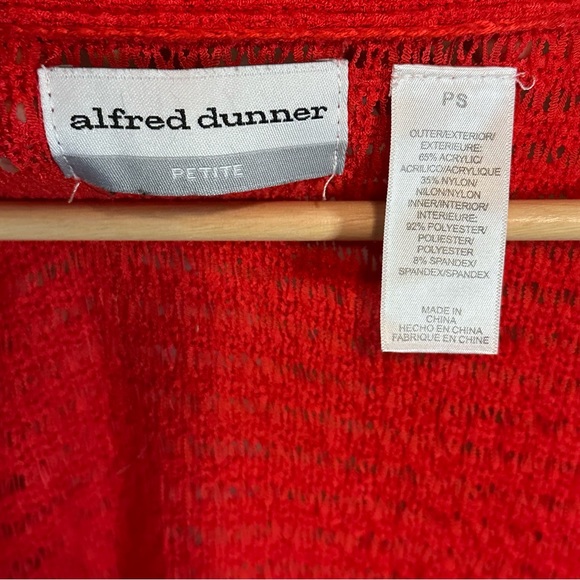 alfred dunner
PETITE
PS
OUTER/EXTERIOR/
EXTERIEURE:
65% ACRYLIC/
ACRILICO/ACRYLIQUE
35% NYLON/
NILON/NYLON
INNER/INTERIOR/
INTERIEURE:
92% POLYESTER/
POLIESTER/
POLYESTER
8% SPANDEX/
SPANDEX/SPANDEX
MADE IN
CHINA
HECHO EN CHINA
FABRIQUE EN CHINE